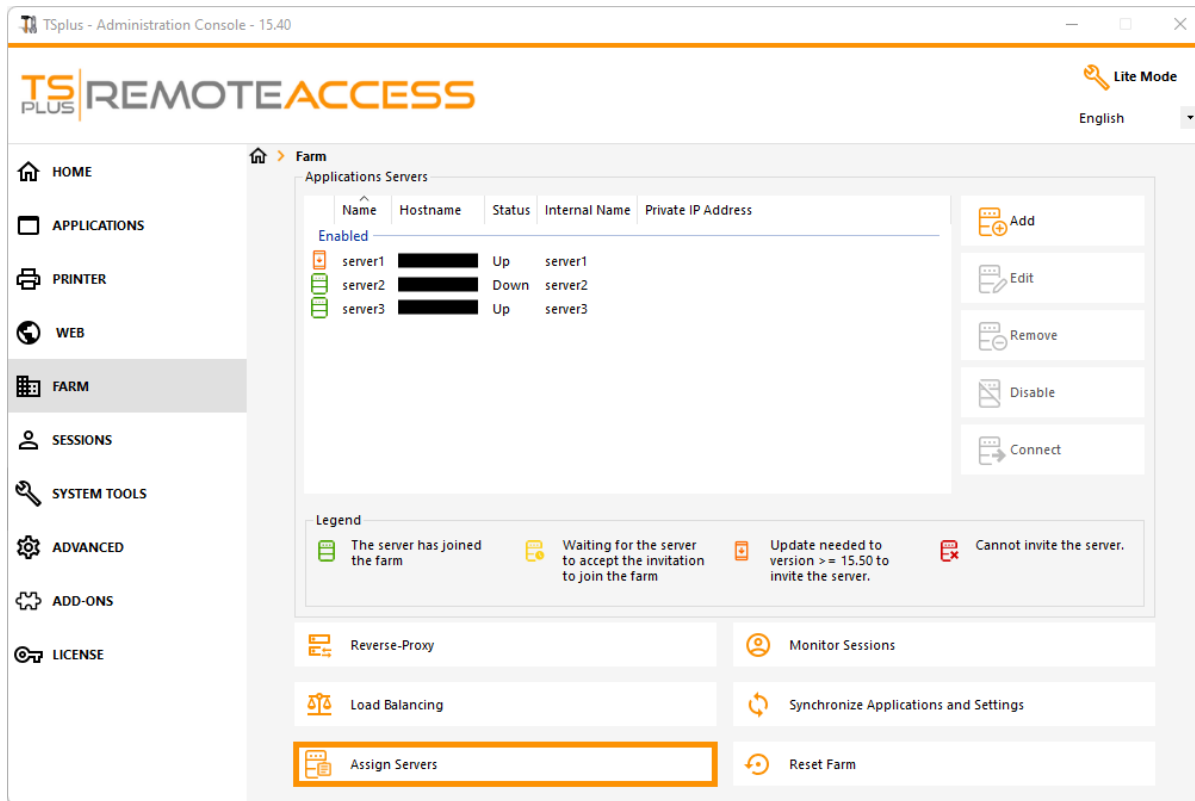 TSplus - Administration Console - 15.40
TS PLUS REMOTEACCESS
Lite Mode
English
HOME
APPLICATIONS
PRINTER
WEB
FARM
SESSIONS
SYSTEM TOOLS
ADVANCED
ADD-ONS
LICENSE
Farm
Applications Servers
Name Hostname Status Internal Name Private IP Address
Enabled
server1 Up server1
server2 Down server2
server3 Up server3
Add
Edit
Remove
Disable
Connect
Legend
The server has joined
the farm
Waiting for the server
to accept the invitation
to join the farm
Update needed to
version >= 15.50 to
invite the server.
Cannot invite the server.
Reverse-Proxy
Monitor Sessions
Load Balancing
Synchronize Applications and Settings
Assign Servers
Reset Farm